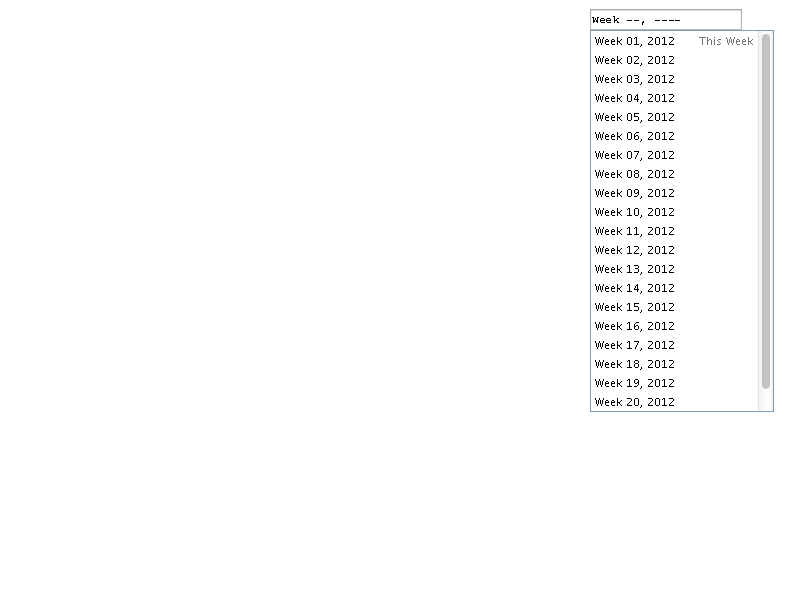 Week --, ----
Week 01, 2012 This Week
Week 02, 2012
Week 03, 2012
Week 04, 2012
Week 05, 2012
Week 06, 2012
Week 07, 2012
Week 08, 2012
Week 09, 2012
Week 10, 2012
Week 11, 2012
Week 12, 2012
Week 13, 2012
Week 14, 2012
Week 15, 2012
Week 16, 2012
Week 17, 2012
Week 18, 2012
Week 19, 2012
Week 20, 2012